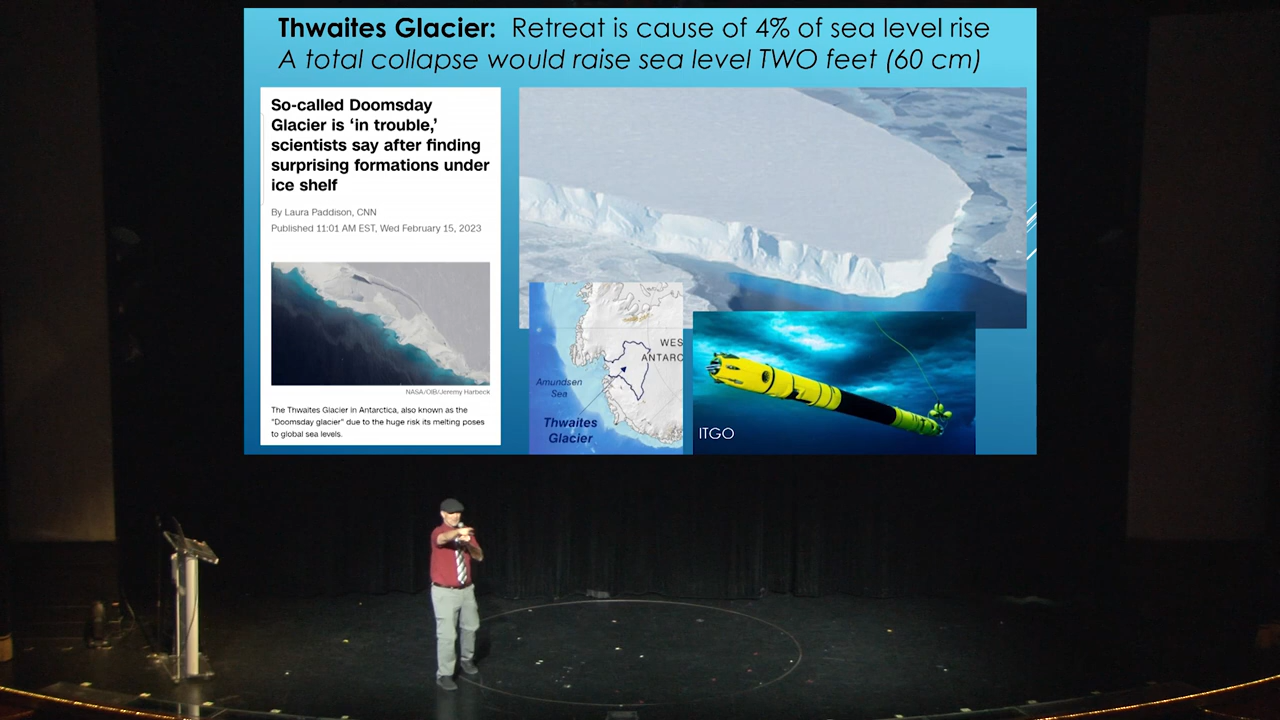 Thwaites Glacier: Retreat is cause of 4% of sea level rise
A total collapse would raise sea level TWO feet (60 cm)
So-called Doomsday
Glacier is ‘in trouble,’
scientists say after finding
surprising formations under
ice shelf
By Laura Paddison, CNN
Published 11:01 AM EST, Wed February 15, 2023
NASA/OIB/Jeremy Harbeck
The Thwaites Glacier in Antarctica, also known as the
"Doomsday glacier" due to the huge risk its melting poses
to global sea levels.
WES
ANTARC
Amundsen
Sea
Thwaites
Glacier
ITGO